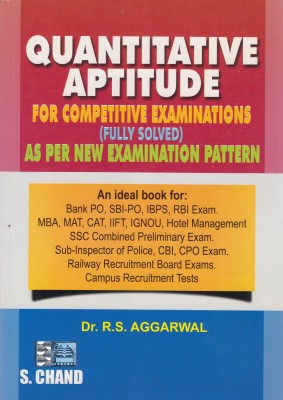 QUANTITATIVE
APTITUDE
FOR COMPETITIVE EXAMINATIONS
(FULLY SOLVED)
AS PER NEW EXAMINATION PATTERN
An ideal book for:
Bank PO, SBI-PO, IBPS, RBI Exam.
MBA, MAT, CAT, IIFT, IGNOU, Hotel Management
SSC Combined Preliminary Exam.
Sub-Inspector of Police, CBI, CPO Exam.
Railway Recruitment Board Exams.
Campus Recruitment Tests
Dr. R.S. AGGARWAL
S. CHAND